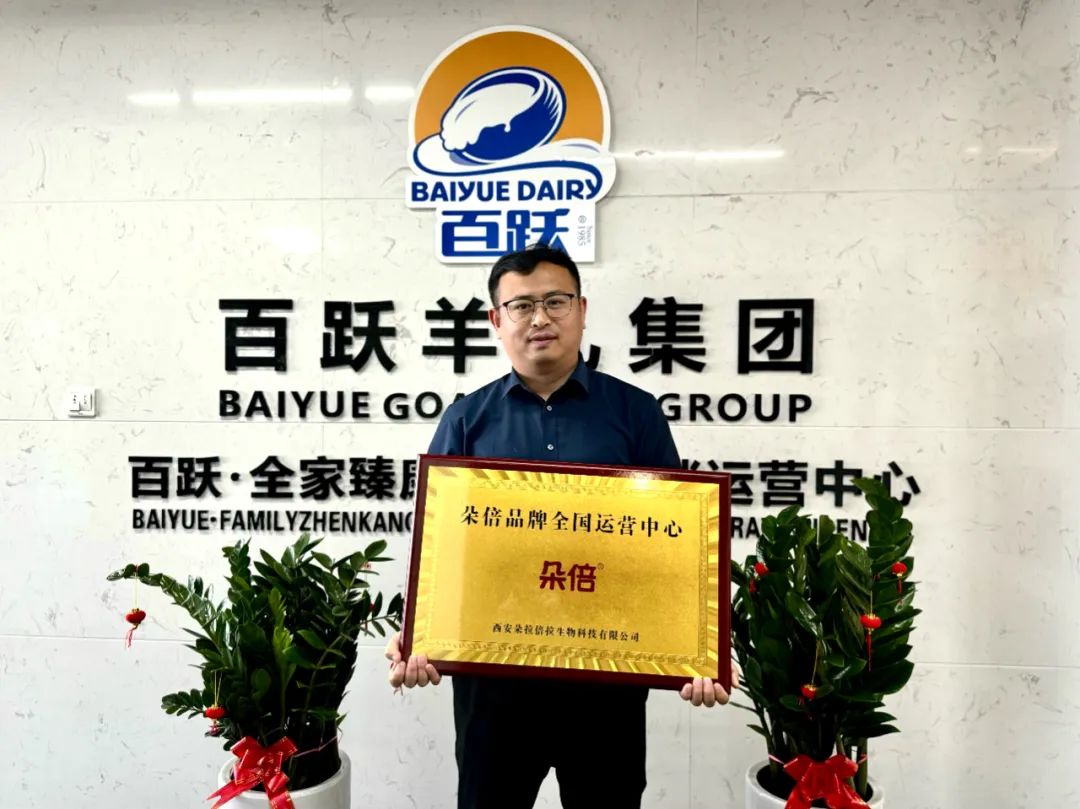 BAIYUE DAIRY
百跃
Since
@1985
百跃羊 集团
BAIYUE GOA GROUP
百跃·全家臻 运营中心
BAIYUE·FAMILYZHENKANG
朵倍品牌全国运营中心
朵倍®
西安朵拉倍拉生物科技有限公司